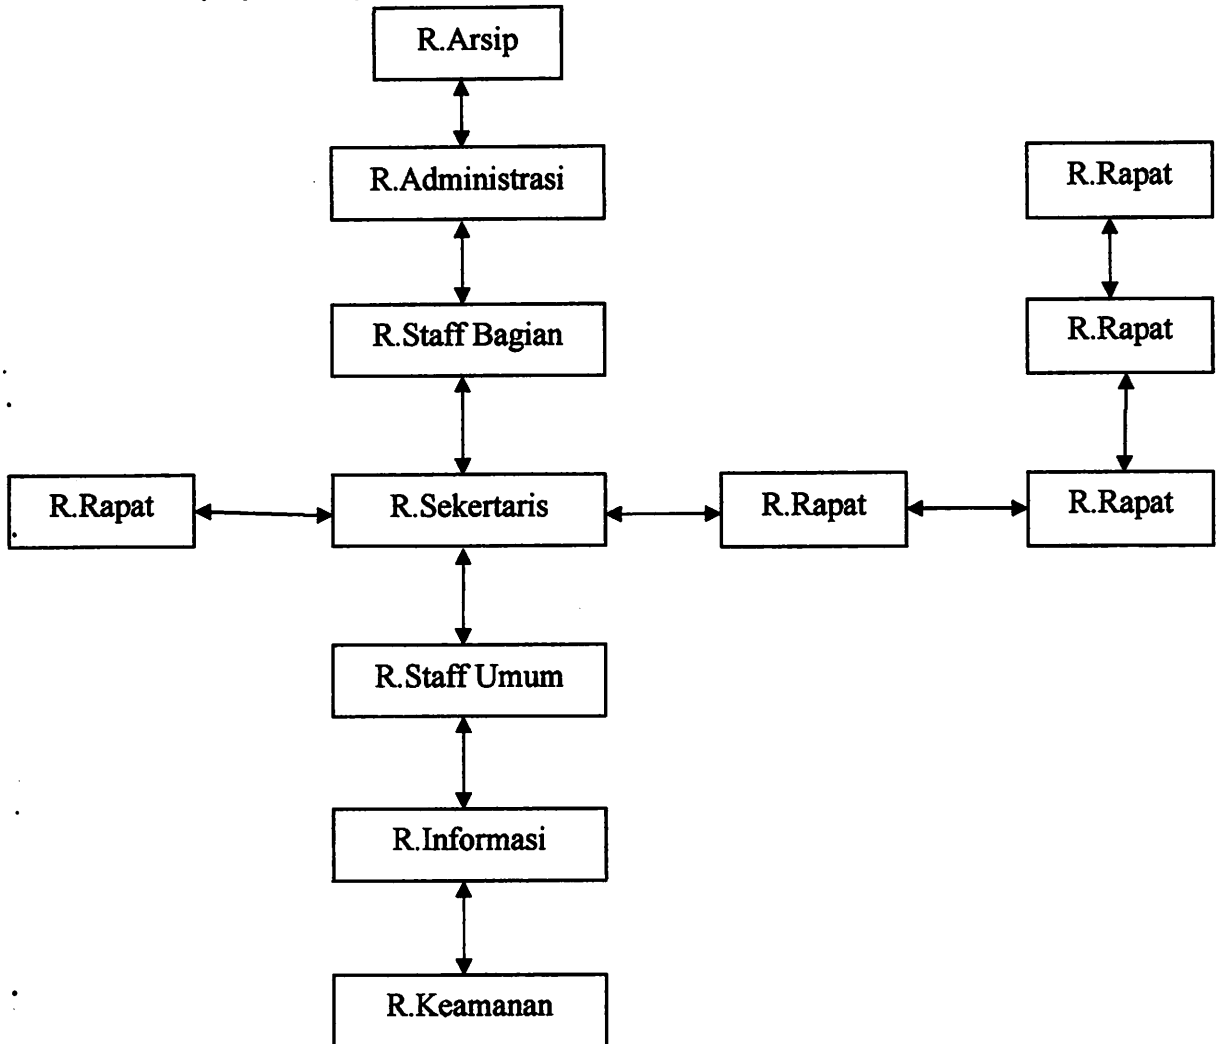 R.Arsip
R.Administrasi
R.Rapat
R.Staff Bagian
R.Rapat
R.Rapat
R.Sekertaris
R.Rapat
R.Rapat
R.Staff Umum
R.Informasi
R.Keamanan